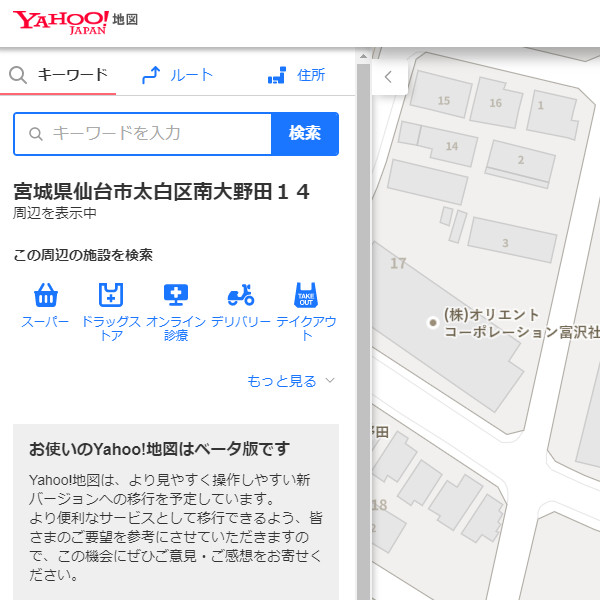 YAHOO! JAPAN 地図
キーワード ルート 住所
キーワードを入力 検索
宮城県仙台市太白区南大野田１４
周辺を表示中
この周辺の施設を検索
スーパー
ドラッグス
トア
オンライン
診療
デリバリー
TAKE
OUT
テイクアウ
ト
もっと見る
お使いのYahoo!地図はベータ版です
Yahoo!地図は、より見やすく操作しやすい新
バージョンへの移行を予定しています。
より便利なサービスとして移行できるよう、皆
さまのご要望を参考にさせていただきますの
で、この機会にぜひご意見・ご感想をお寄せく
ださい。
15
16
1
14
2
3
17
(株)オリエント
コーポレーション富沢社
野田
18
2